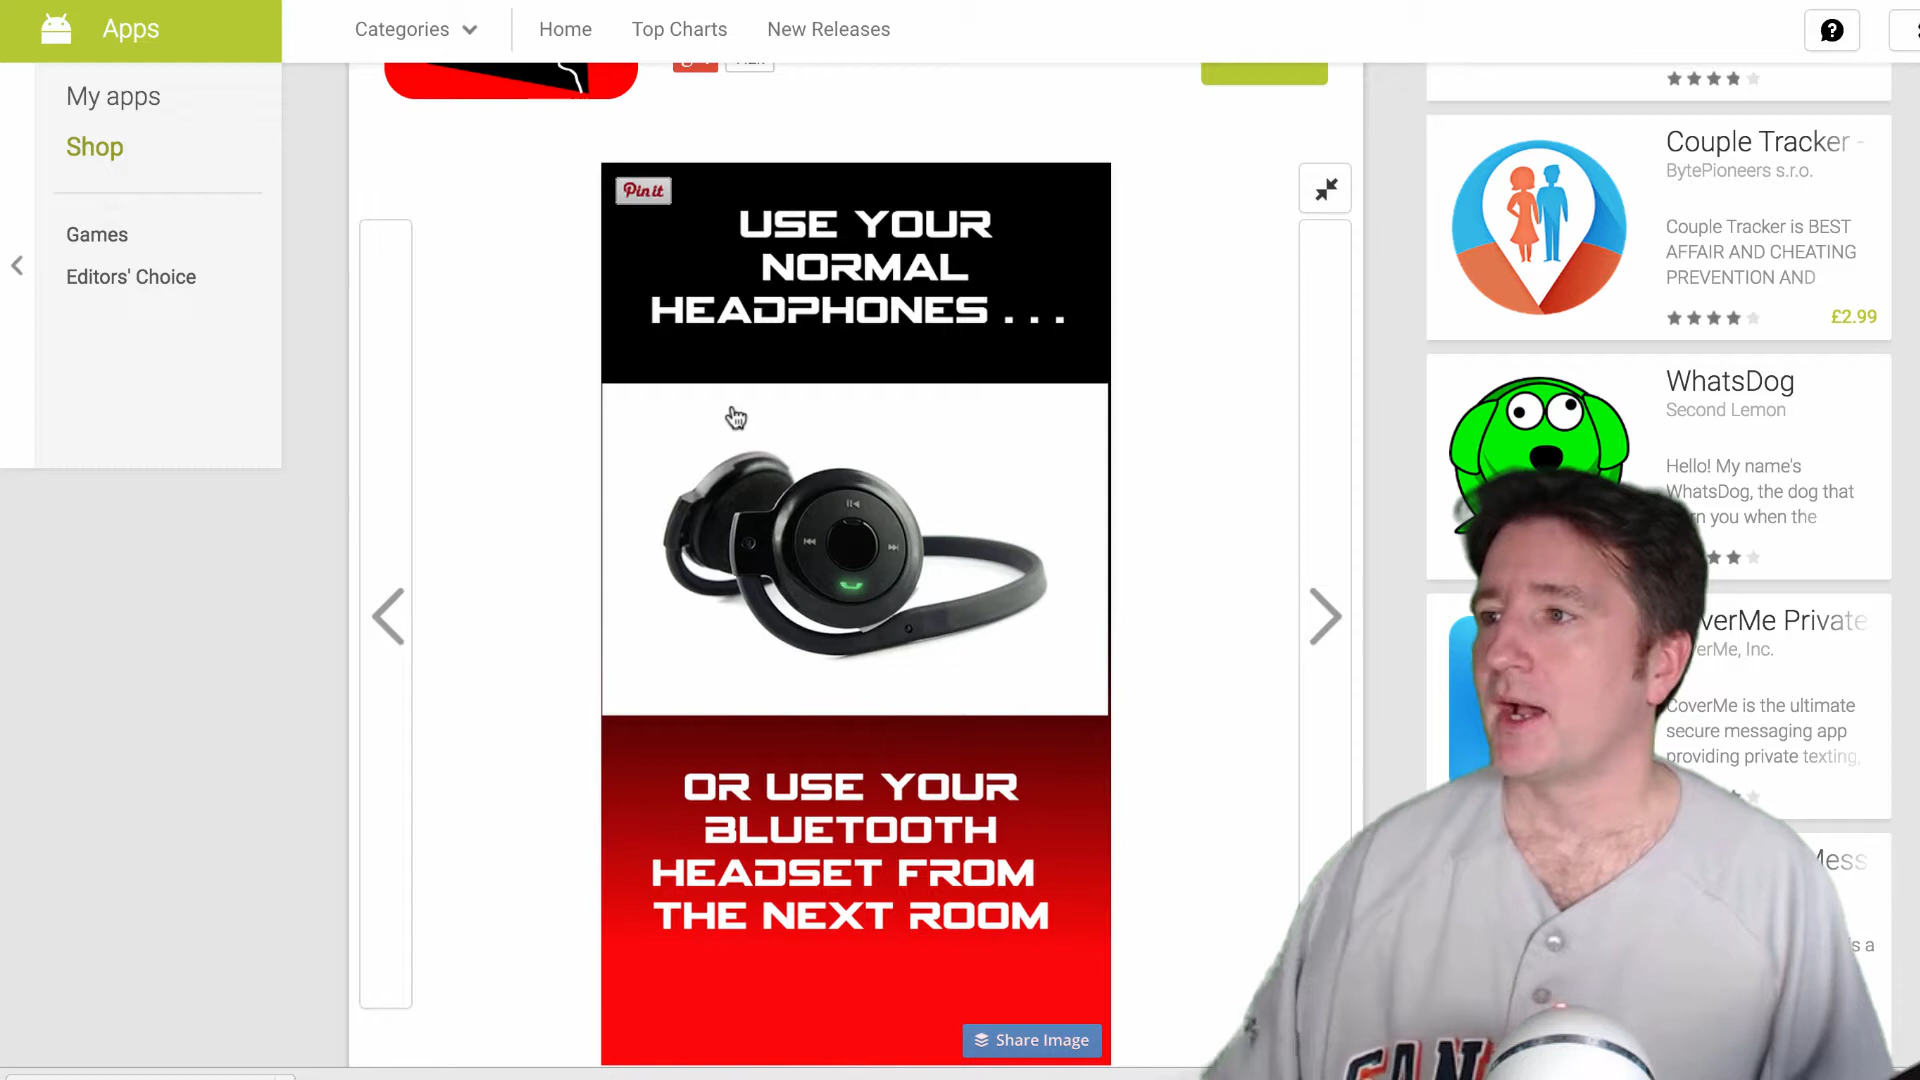 Apps
Categories
Home
Top Charts
New Releases
My apps
Shop
Games
Editors' Choice
Pin it
USE YOUR
NORMAL
HEADPHONES . . .
OR USE YOUR
BLUETOOTH
HEADSET FROM
THE NEXT ROOM
Share Image
Couple Tracker -
BytePioneers s.r.o.
Couple Tracker is BEST
AFFAIR AND CHEATING
PREVENTION AND
£2.99
WhatsDog
Second Lemon
Hello! My name's
WhatsDog, the dog that
you when the
Private
Inc.
CoverMe is the ultimate
secure messaging app
providing private texting,